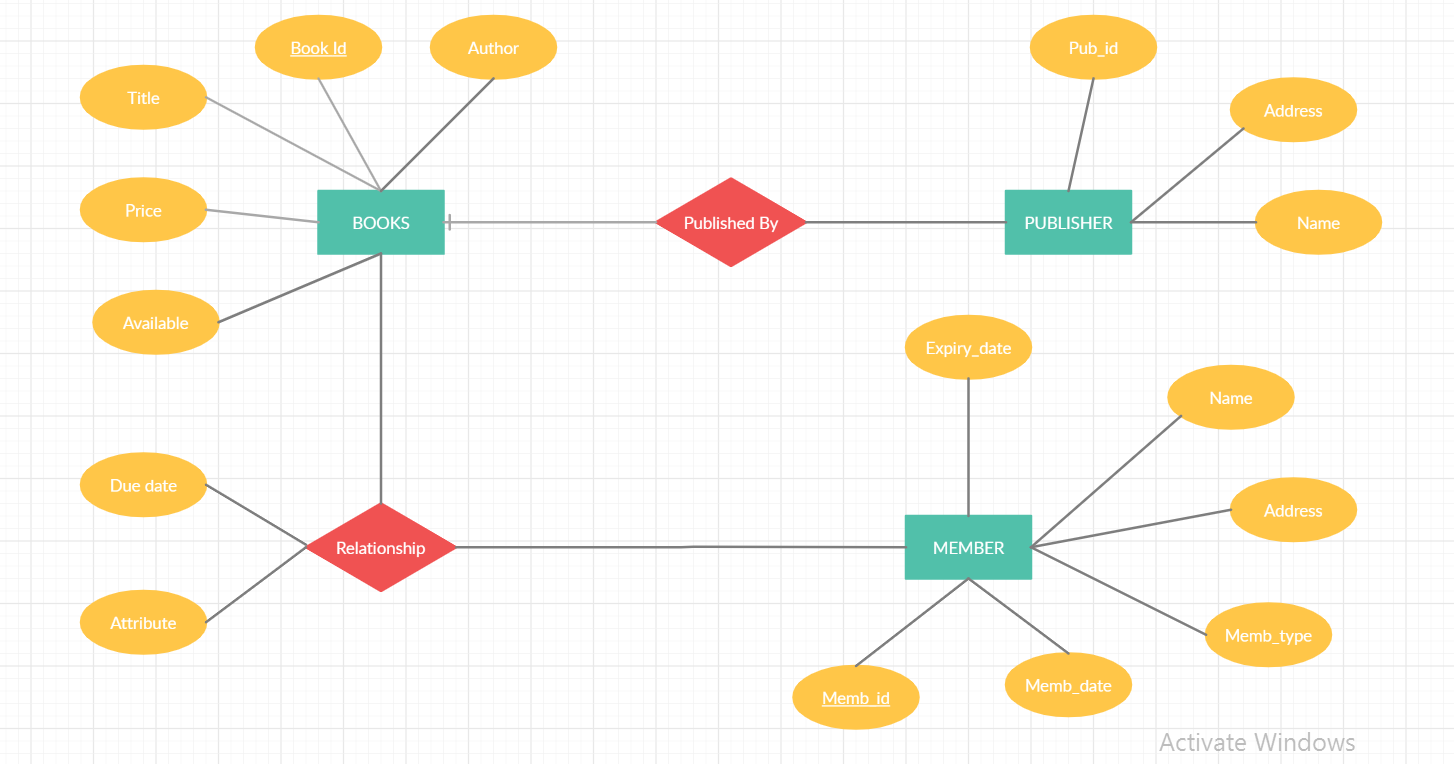 Book Id
Author
Pub_id
Title
Address
Price
BOOKS
Published By
PUBLISHER
Name
Available
Expiry_date
Name
Due date
Address
Relationship
MEMBER
Attribute
Memb_type
Memb_id
Memb_date
Activate Windows